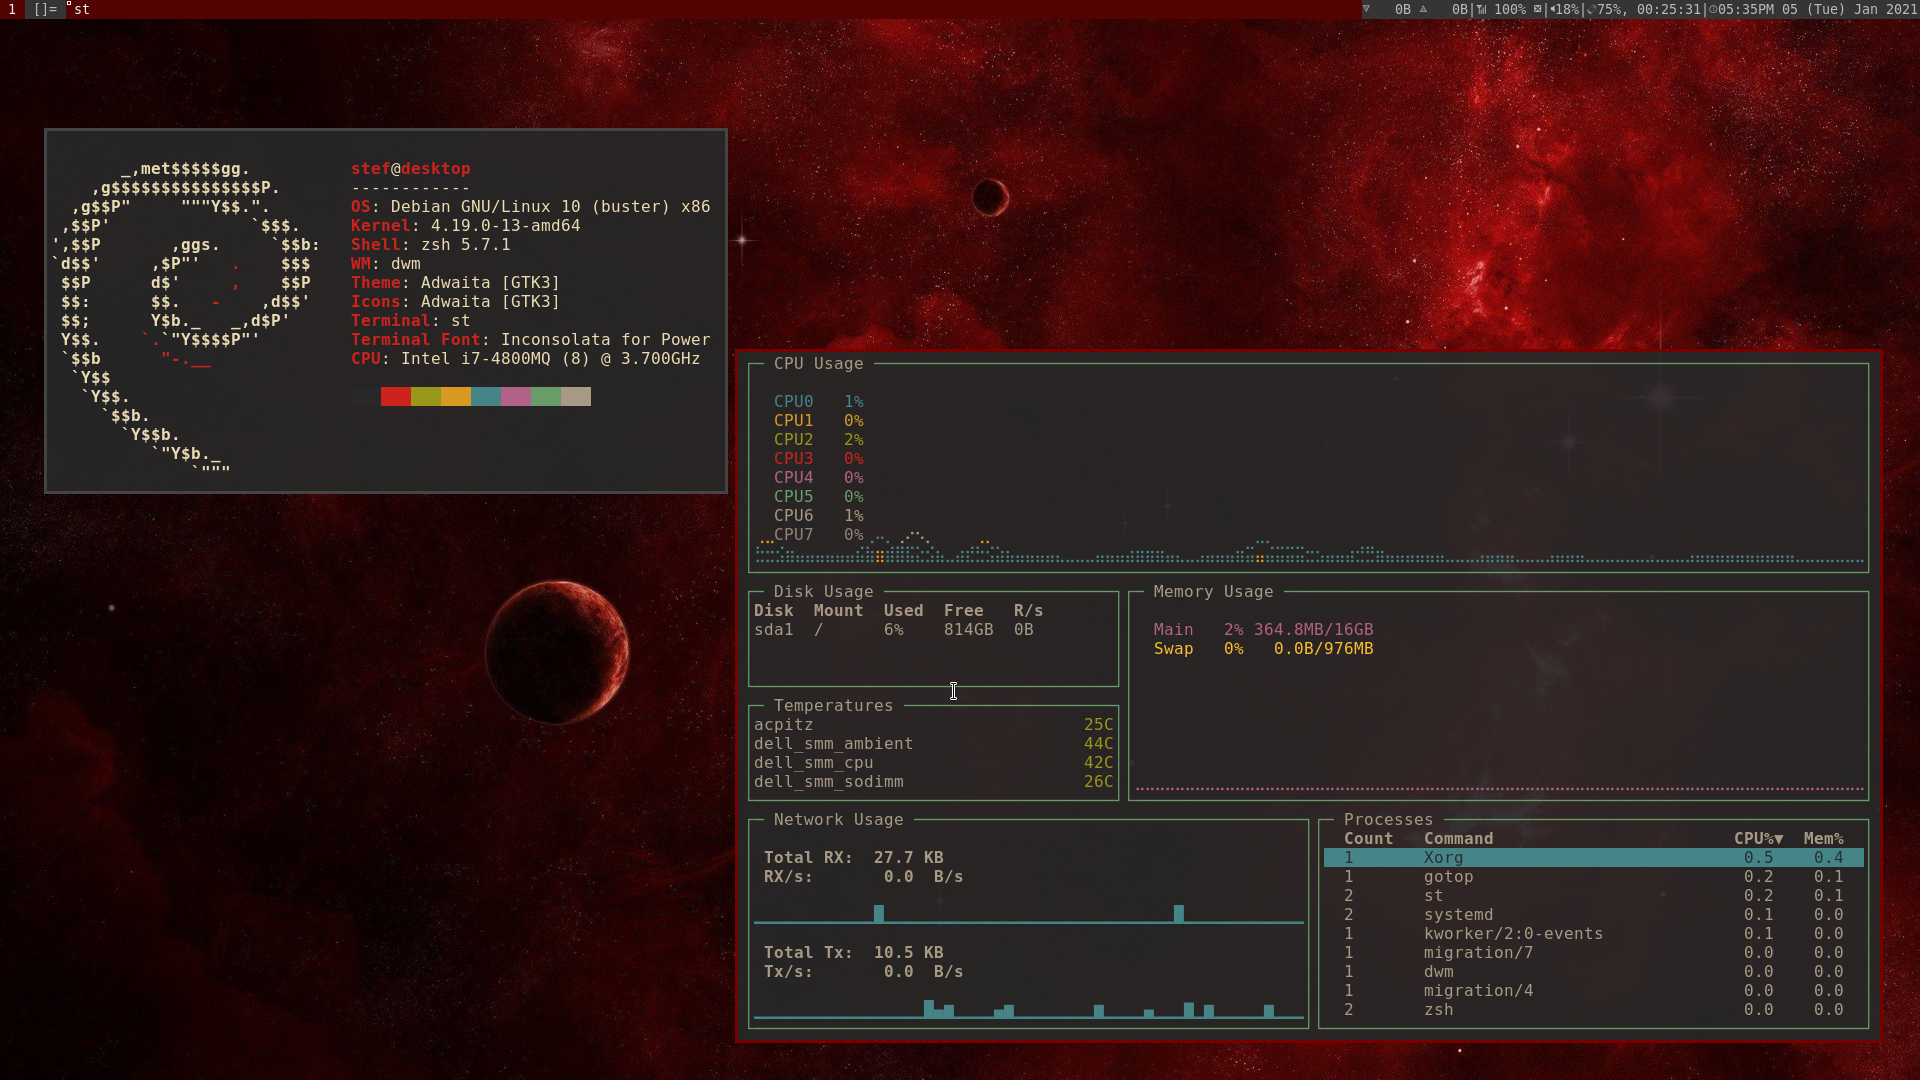 1 []= st 0B 0B| 100% |18%| 75%, 00:25:31| 05:35PM 05 (Tue) Jan 2021
         _,met$$$$$gg.
      ,g$$$$$$$$$$$$$$$P.
    ,g$$P"     """Y$$.".
   ,$$P'              `$$$.
  ',$$P       ,ggs.     `$$b:
  `d$$'     ,$P"'   .    $$$
   $$P      d$'     ,    $$P
   $$:      $$.   -    ,d$$'
   $$;      Y$b._   _,d$P'
   Y$$.    `.`"Y$$$$P"'
   `$$b      "-.__
    `Y$$
     `Y$$.
       `$$b.
         `Y$$b.
            `"Y$b._
                `"""
stef@desktop
------------
OS: Debian GNU/Linux 10 (buster) x86
Kernel: 4.19.0-13-amd64
Shell: zsh 5.7.1
WM: dwm
Theme: Adwaita [GTK3]
Icons: Adwaita [GTK3]
Terminal: st
Terminal Font: Inconsolata for Power
CPU: Intel i7-4800MQ (8) @ 3.700GHz
CPU Usage
CPU0 1%
CPU1 0%
CPU2 2%
CPU3 0%
CPU4 0%
CPU5 0%
CPU6 1%
CPU7 0%
Disk Usage
Disk Mount Used Free R/s
sda1 / 6% 814GB 0B
Memory Usage
Main 2% 364.8MB/16GB
Swap 0% 0.0B/976MB
Temperatures
acpitz 25C
dell_smm_ambient 44C
dell_smm_cpu 42C
dell_smm_sodimm 26C
Network Usage
Total RX: 27.7 KB
RX/s: 0.0 B/s
Total Tx: 10.5 KB
Tx/s: 0.0 B/s
Processes
Count Command CPU%▼ Mem%
1 Xorg 0.5 0.4
1 gotop 0.2 0.1
2 st 0.2 0.1
2 systemd 0.1 0.0
1 kworker/2:0-events 0.1 0.0
1 migration/7 0.0 0.0
1 dwm 0.0 0.0
1 migration/4 0.0 0.0
2 zsh 0.0 0.0